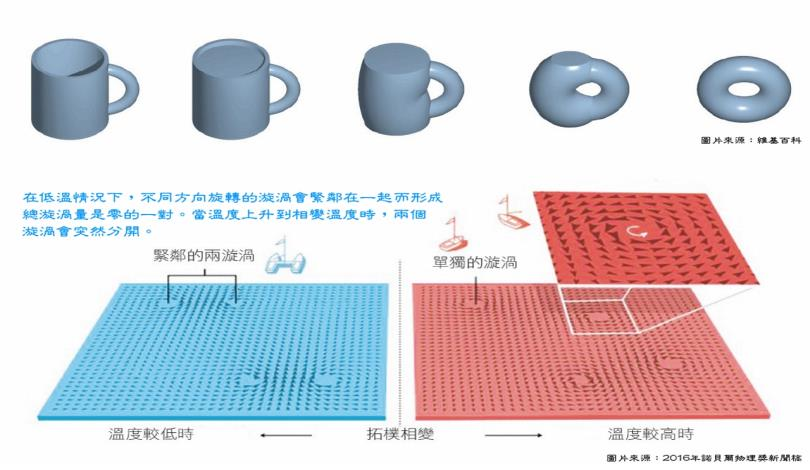 圖片來源：維基百科
在低溫情況下，不同方向旋轉的漩渦會緊鄰在一起而形成
總漩渦量是零的一對。當溫度上升到相變溫度時，兩個
漩渦會突然分開。
緊鄰的兩漩渦
單獨的漩渦
溫度較低時
拓樸相變
溫度較高時
圖片來源：2016年諾貝爾物理獎新聞稿